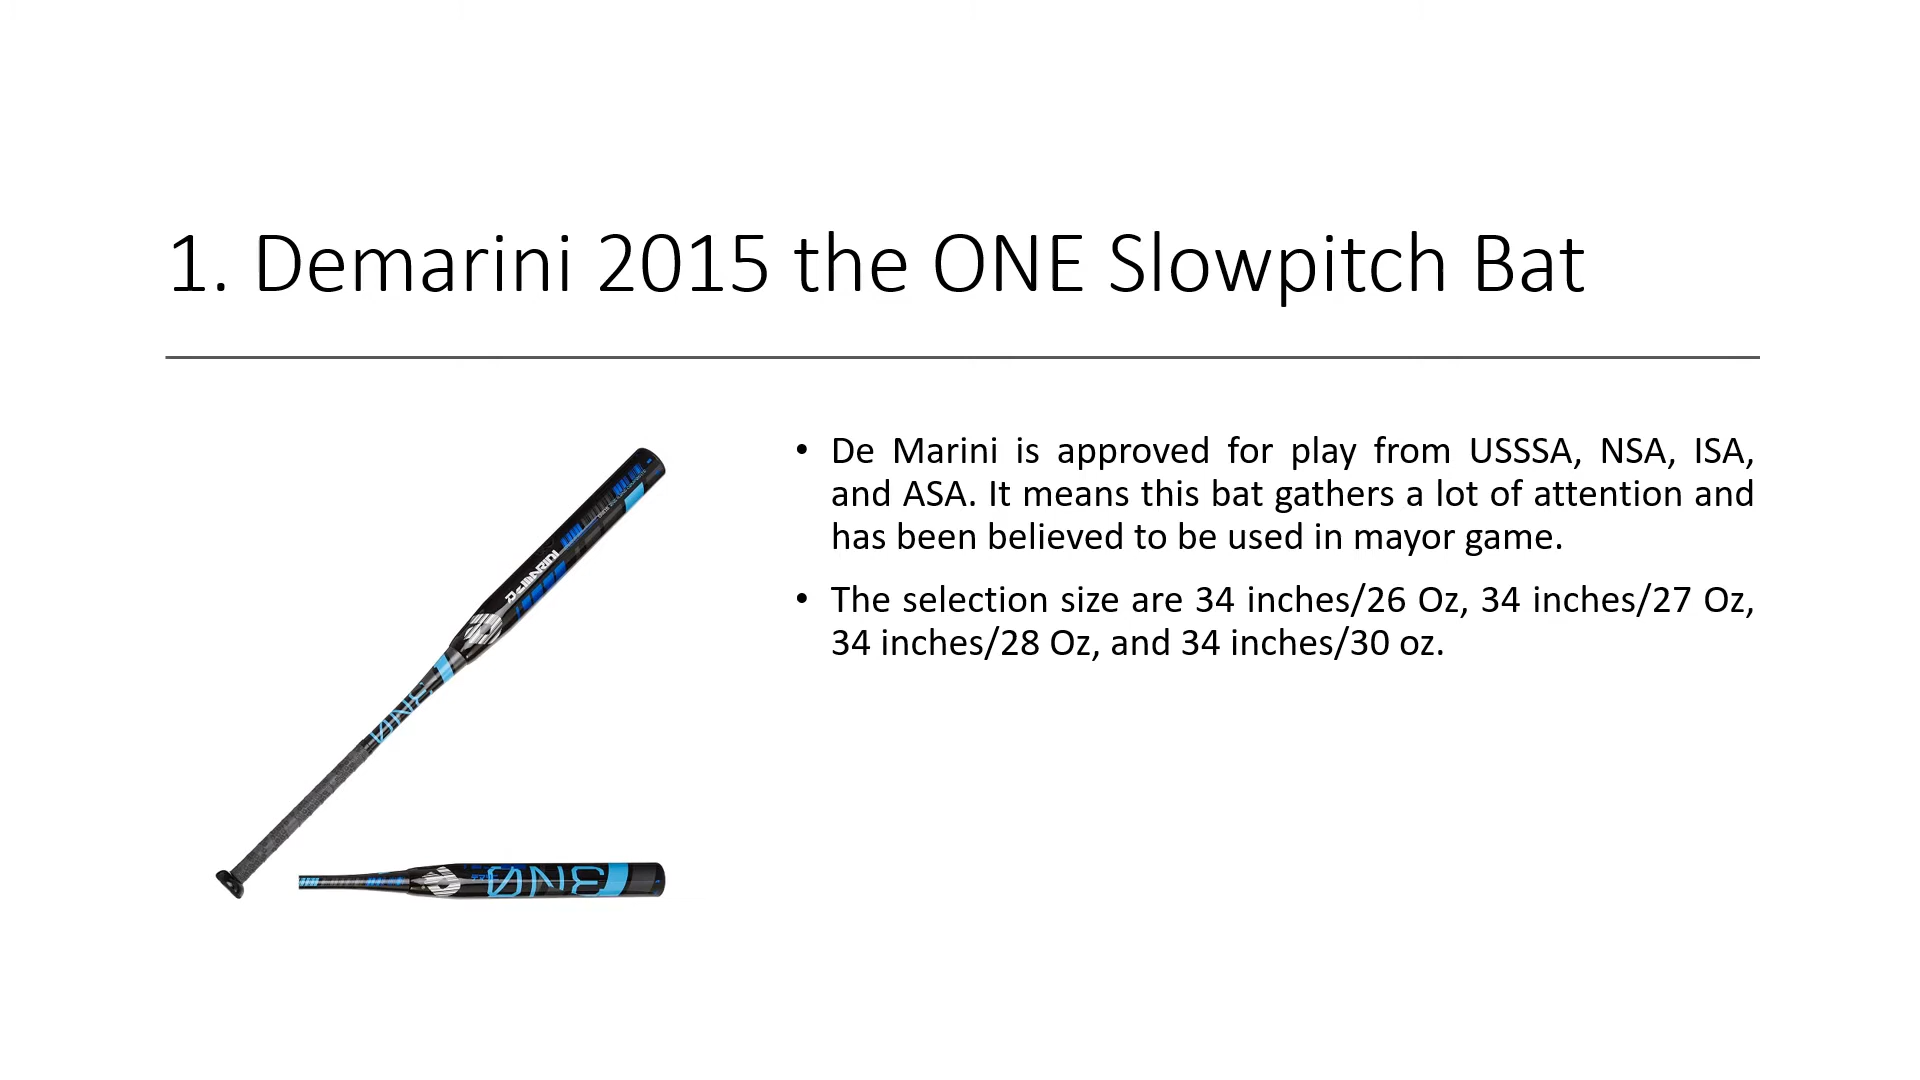 1. Demarini 2015 the ONE Slowpitch Bat
• De Marini is approved for play from USSSA, NSA, ISA,
and ASA. It means this bat gathers a lot of attention and
has been believed to be used in mayor game.
• The selection size are 34 inches/26 Oz, 34 inches/27 Oz,
34 inches/28 Oz, and 34 inches/30 oz.
DeMARINI
ONE
ONE